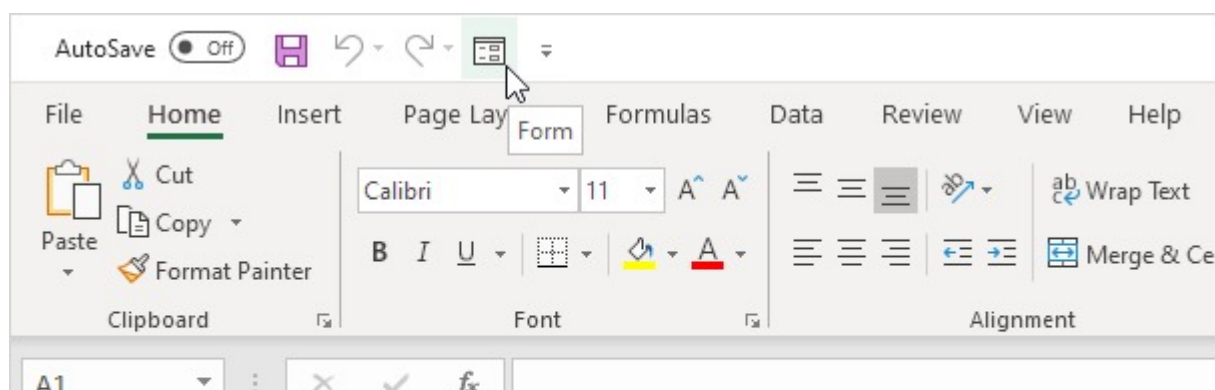 AutoSave Off
File Home Insert Page Lay Formulas Data Review View Help
Form
Cut
Calibri 11 A A
ab Wrap Text
Copy
Paste
B I U A
Merge & Ce
Format Painter
Clipboard Font Alignment
A1 fx